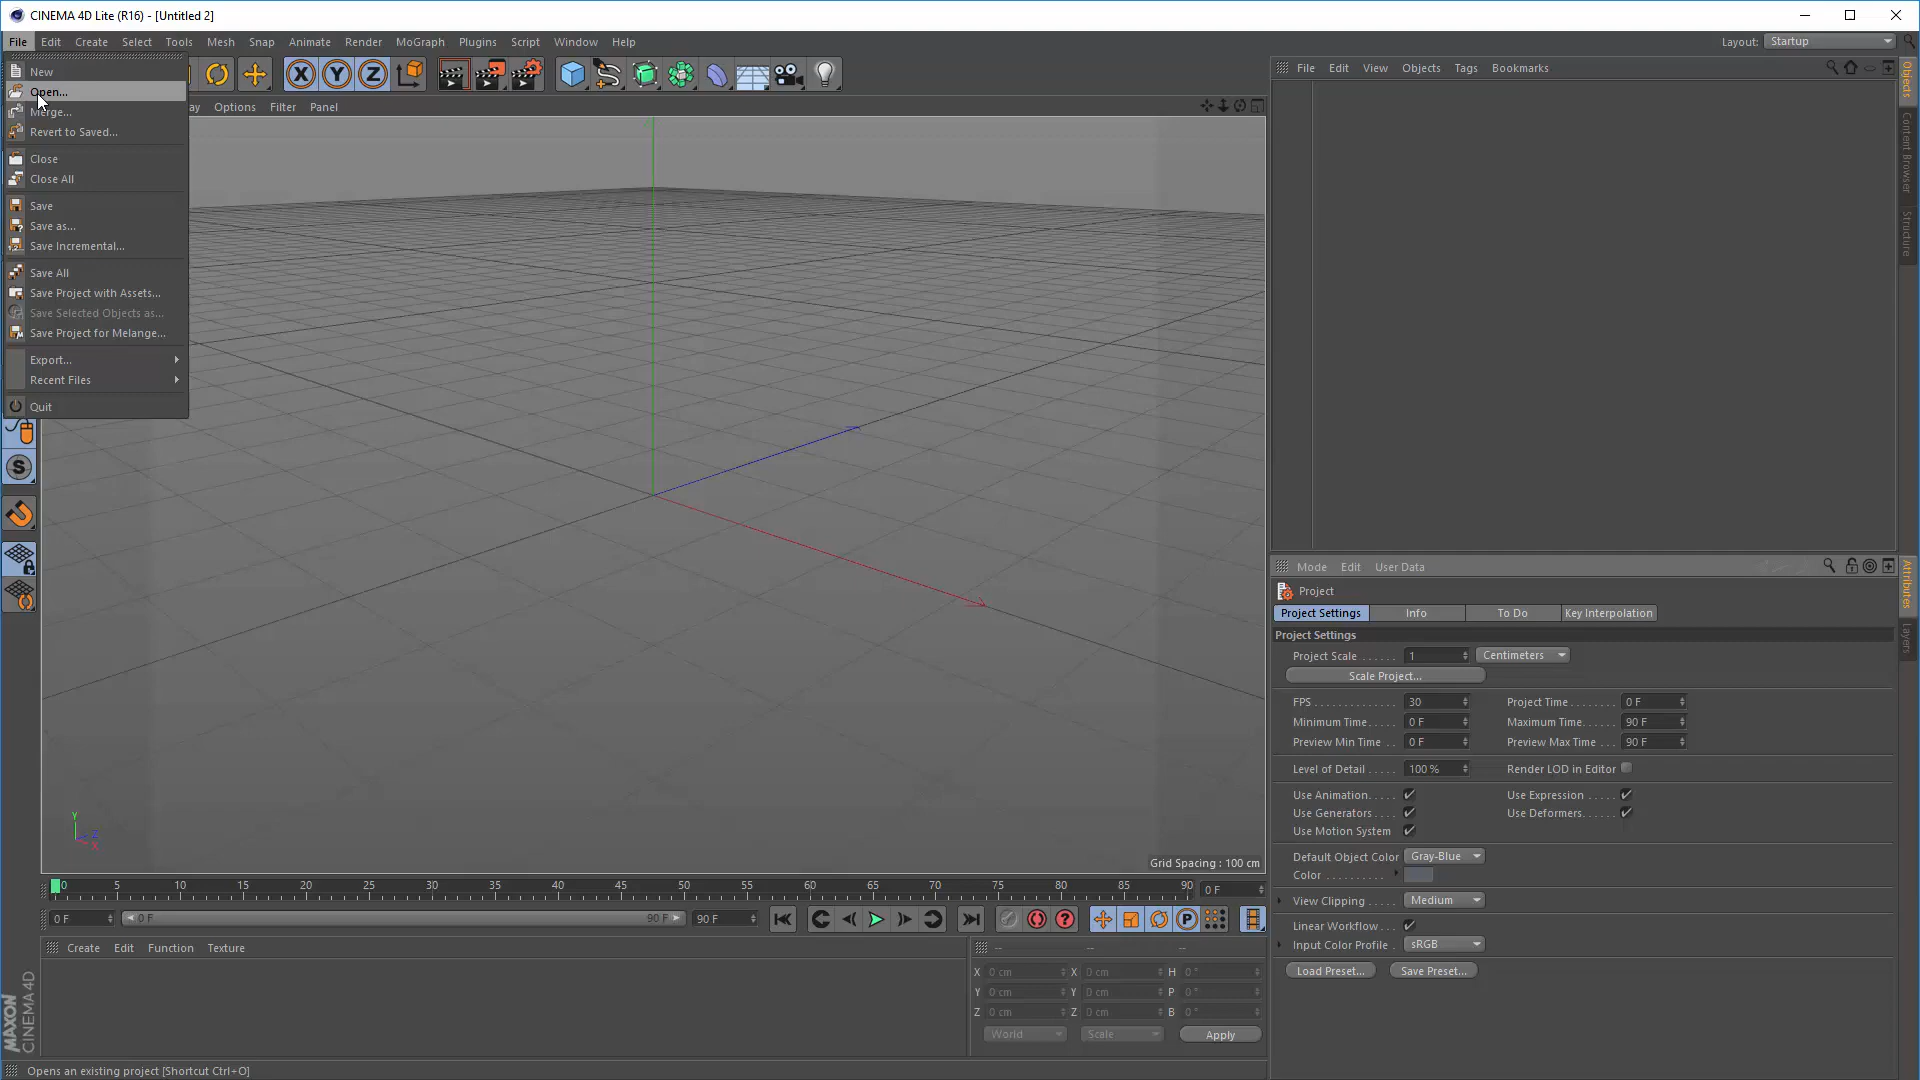 CINEMA 4D Lite (R16) - [Untitled 2]
File Edit Create Select Tools Mesh Snap Animate Render MoGraph Plugins Script Window Help
Layout: Startup
New
Open...
Merge...
Revert to Saved...
Close
Close All
Save
Save as...
Save Incremental...
Save All
Save Project with Assets...
Save Selected Objects as...
Save Project for Melange...
Export...
Recent Files
Quit
X Y Z
ay Options Filter Panel
S
Y
Z
X
Grid Spacing : 100 cm
0 5 10 15 20 25 30 35 40 45 50 55 60 65 70 75 80 85 90 0 F
0 F 0 F 90 F 90 F
P
Create Edit Function Texture
-- -- --
X 0 cm X 0 cm H 0 °
Y 0 cm Y 0 cm P 0 °
Z 0 cm Z 0 cm B 0 °
World Scale Apply
MAXON
CINEMA 4D
Opens an existing project [Shortcut Ctrl+O]
File Edit View Objects Tags Bookmarks
Objects
Content Browser
Structure
Mode Edit User Data
Project
Project Settings Info To Do Key Interpolation
Project Settings
Project Scale . . . . . . 1 Centimeters
Scale Project...
FPS . . . . . . . . . . . . . . 30 Project Time . . . . . . . . 0 F
Minimum Time. . . . 0 F Maximum Time. . . . . . 90 F
Preview Min Time . . 0 F Preview Max Time . . . 90 F
Level of Detail . . . . . 100 % Render LOD in Editor
Use Animation. . . . . Use Expression . . . . .
Use Generators . . . . Use Deformers. . . . . .
Use Motion System
Default Object Color Gray-Blue
Color . . . . . . . . . .
View Clipping . . . . . Medium
Linear Workflow . . .
Input Color Profile . sRGB
Load Preset... Save Preset...
Attributes
Layers